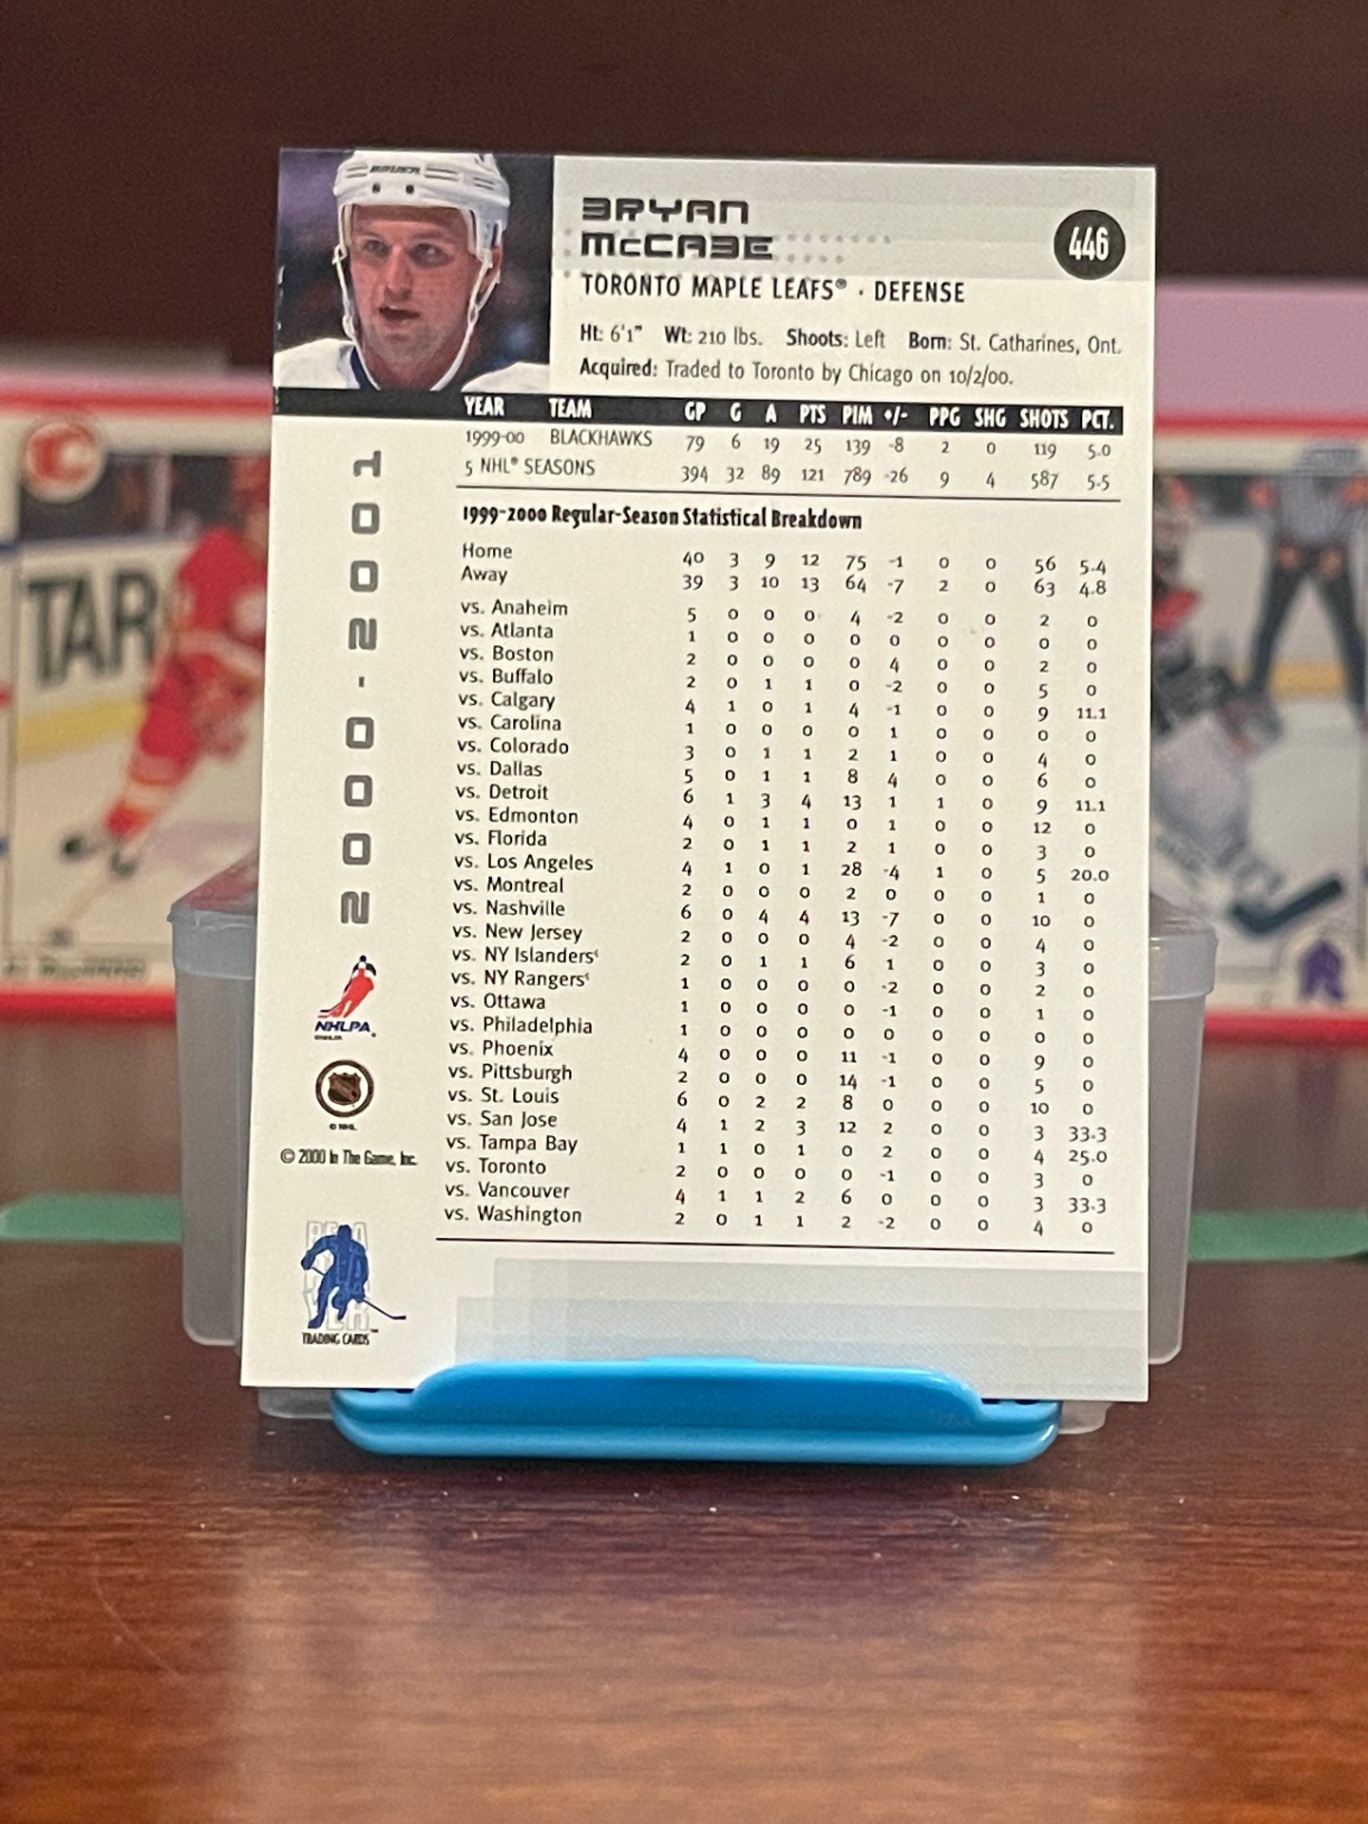 BRYAN
McCABE
446
TORONTO MAPLE LEAFS® · DEFENSE
Ht: 6'1" Wt: 210 lbs. Shoots: Left Born: St. Catharines, Ont.
Acquired: Traded to Toronto by Chicago on 10/2/00.
YEAR TEAM GP G A PTS PIM +/- PPG SHG SHOTS PCT.
1999-00 BLACKHAWKS 79 6 19 25 139 -8 2 0 119 5.0
5 NHL® SEASONS 394 32 89 121 789 -26 9 4 587 5.5
1999-2000 Regular-Season Statistical Breakdown
Home 40 3 9 12 75 -1 0 0 56 5.4
Away 39 3 10 13 64 -7 2 0 63 4.8
vs. Anaheim 5 0 0 0 4 -2 0 0 2 0
vs. Atlanta 1 0 0 0 0 0 0 0 0 0
vs. Boston 2 0 0 0 0 4 0 0 2 0
vs. Buffalo 2 0 1 1 0 -2 0 0 5 0
vs. Calgary 4 1 0 1 4 -1 0 0 9 11.1
vs. Carolina 1 0 0 0 0 1 0 0 0 0
vs. Colorado 3 0 1 1 2 1 0 0 4 0
vs. Dallas 5 0 1 1 8 4 0 0 6 0
vs. Detroit 6 1 3 4 13 1 1 0 9 11.1
vs. Edmonton 4 0 1 1 0 1 0 0 12 0
vs. Florida 2 0 1 1 2 1 0 0 3 0
vs. Los Angeles 4 1 0 1 28 -4 1 0 5 20.0
vs. Montreal 2 0 0 0 2 0 0 0 1 0
vs. Nashville 6 0 4 4 13 -7 0 0 10 0
vs. New Jersey 2 0 0 0 4 -2 0 0 4 0
vs. NY Islanders 2 0 1 1 6 1 0 0 3 0
vs. NY Rangers 1 0 0 0 0 -2 0 0 2 0
vs. Ottawa 1 0 0 0 0 -1 0 0 1 0
vs. Philadelphia 1 0 0 0 0 0 0 0 0 0
vs. Phoenix 4 0 0 0 11 -1 0 0 9 0
vs. Pittsburgh 2 0 0 0 14 -1 0 0 5 0
vs. St. Louis 6 0 2 2 8 0 0 0 10 0
vs. San Jose 4 1 2 3 12 2 0 0 3 33.3
vs. Tampa Bay 1 1 0 1 0 2 0 0 4 25.0
vs. Toronto 2 0 0 0 0 -1 0 0 3 0
vs. Vancouver 4 1 1 2 6 0 0 0 3 33.3
vs. Washington 2 0 1 1 2 -2 0 0 4 0
2000-2001
NHLPA
© NHL
© 2000 In The Game, Inc.
BE A
PLA
YER
TRADING CARDS™
TAR